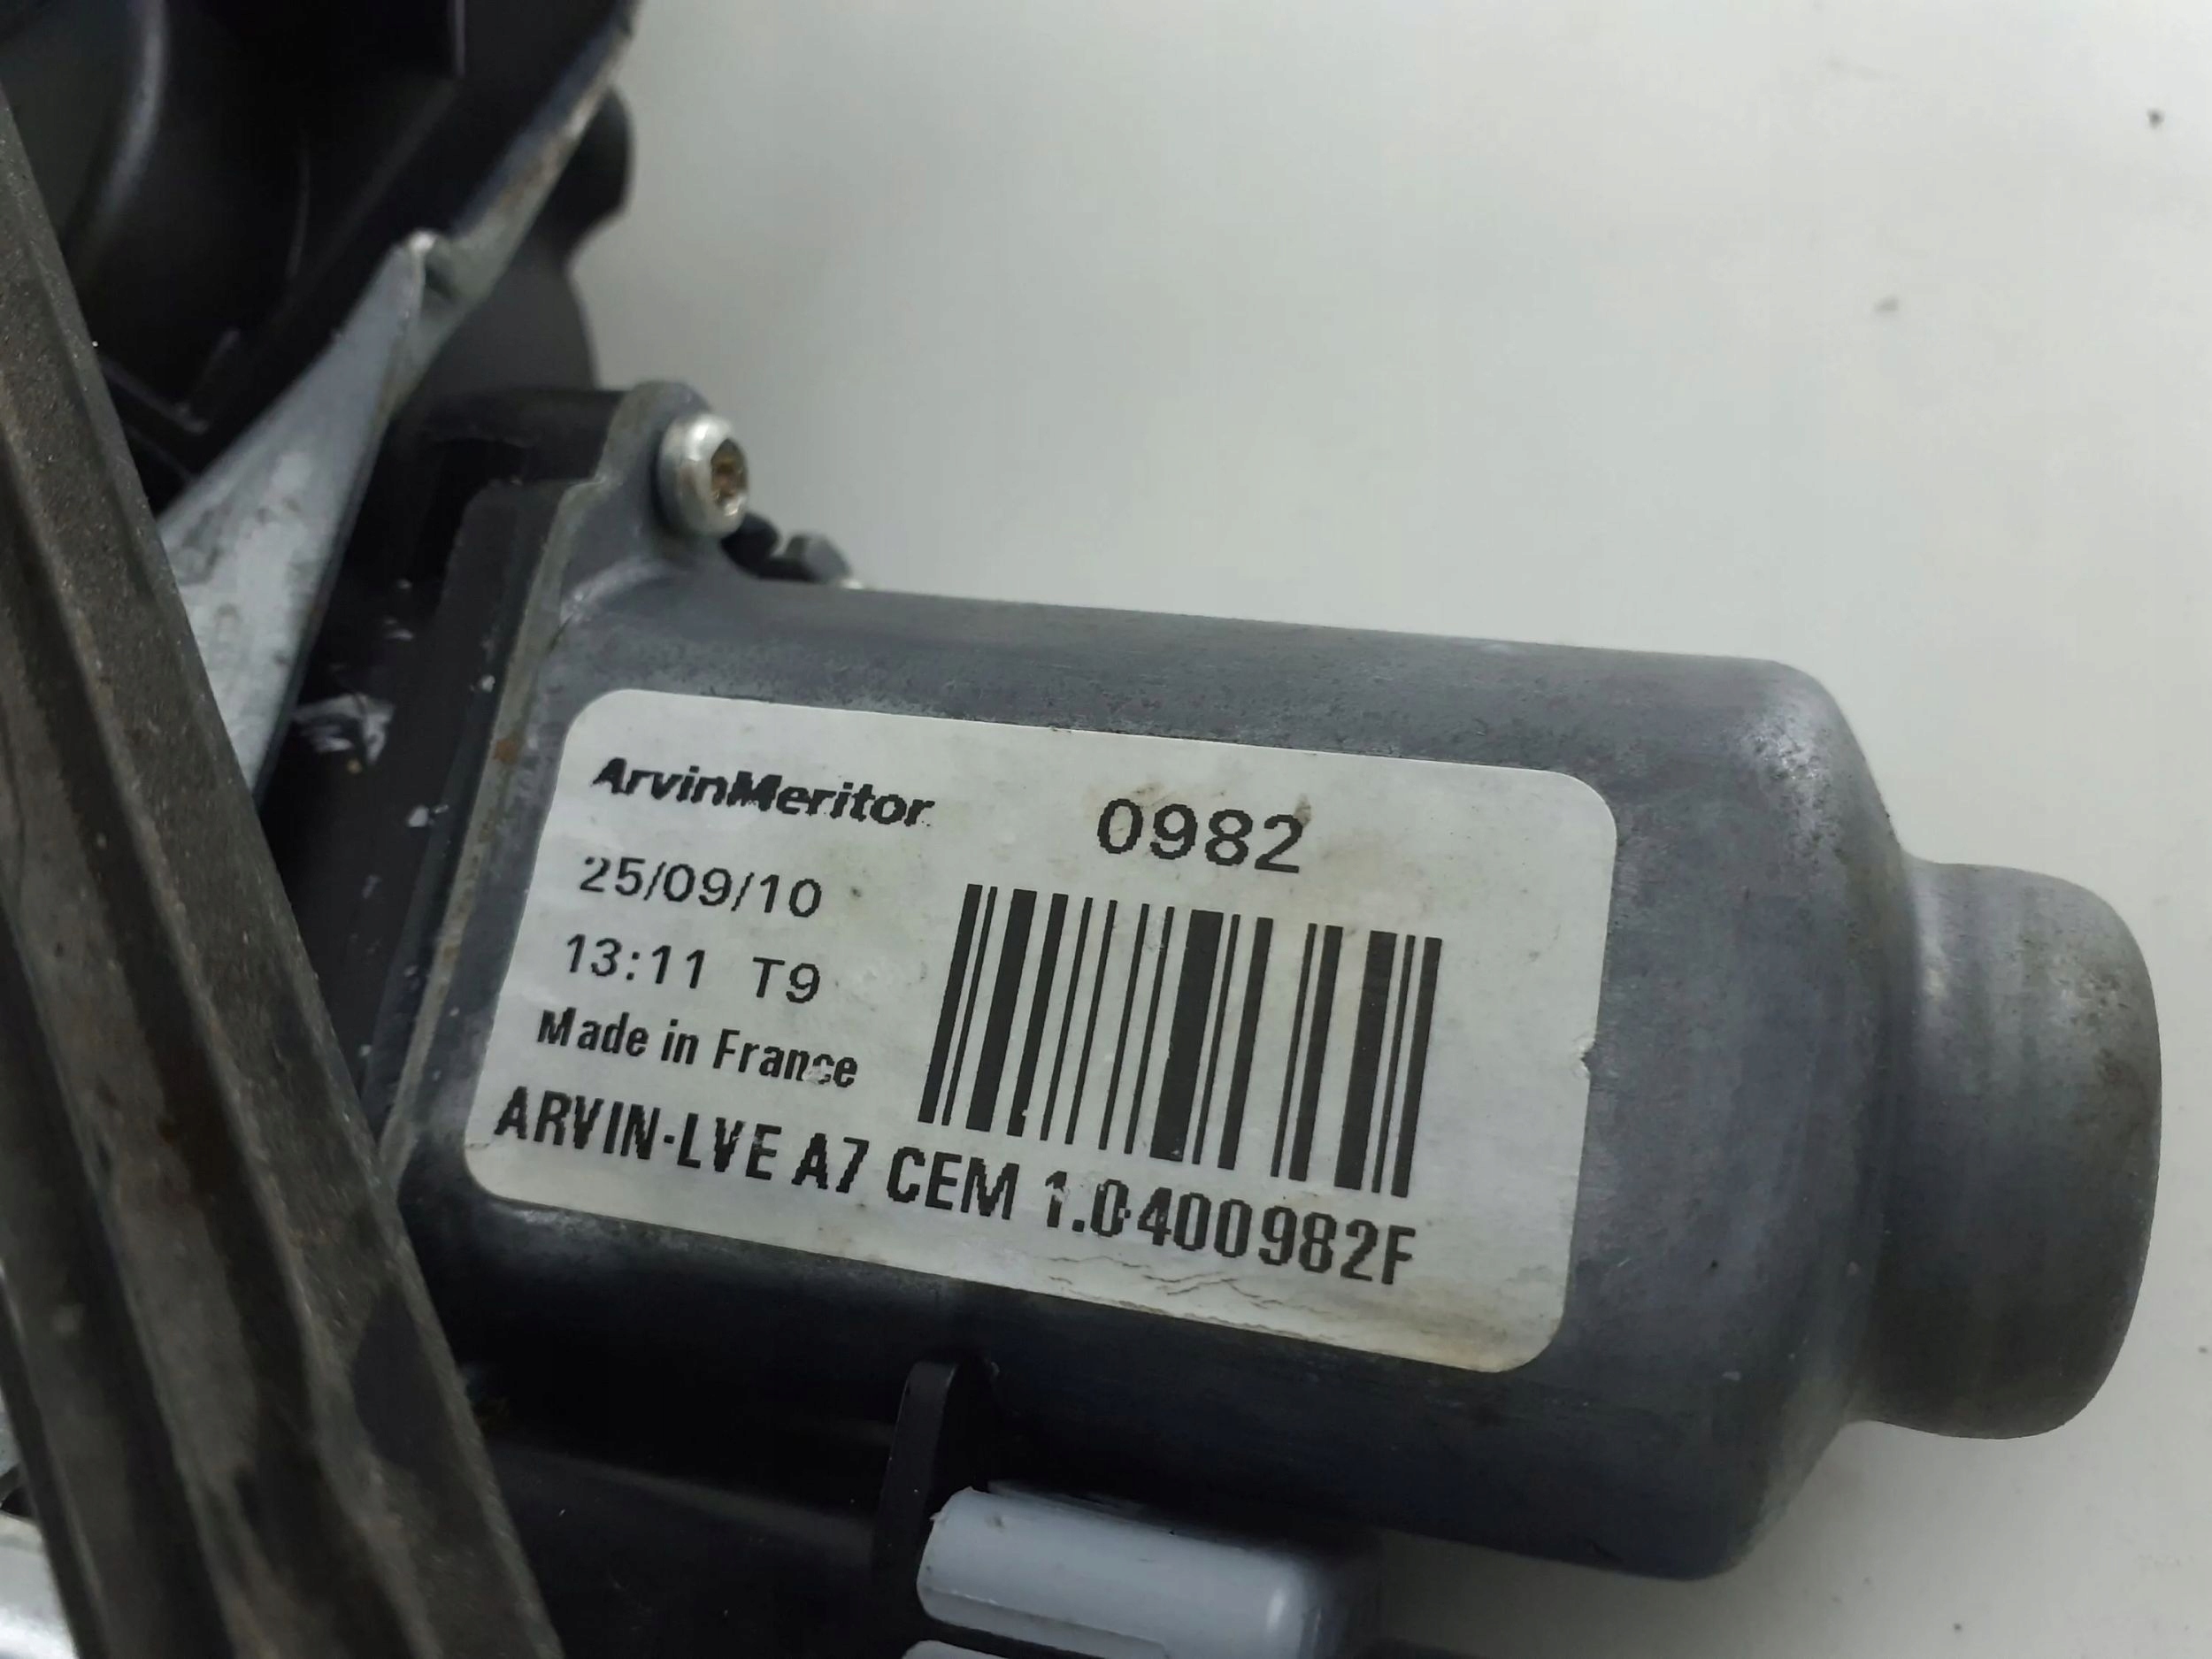 ArvinMeritor 0982
25/09/10
13:11 T9
Made in France
ARVIN-LVE A7 CEM 1.0400982F